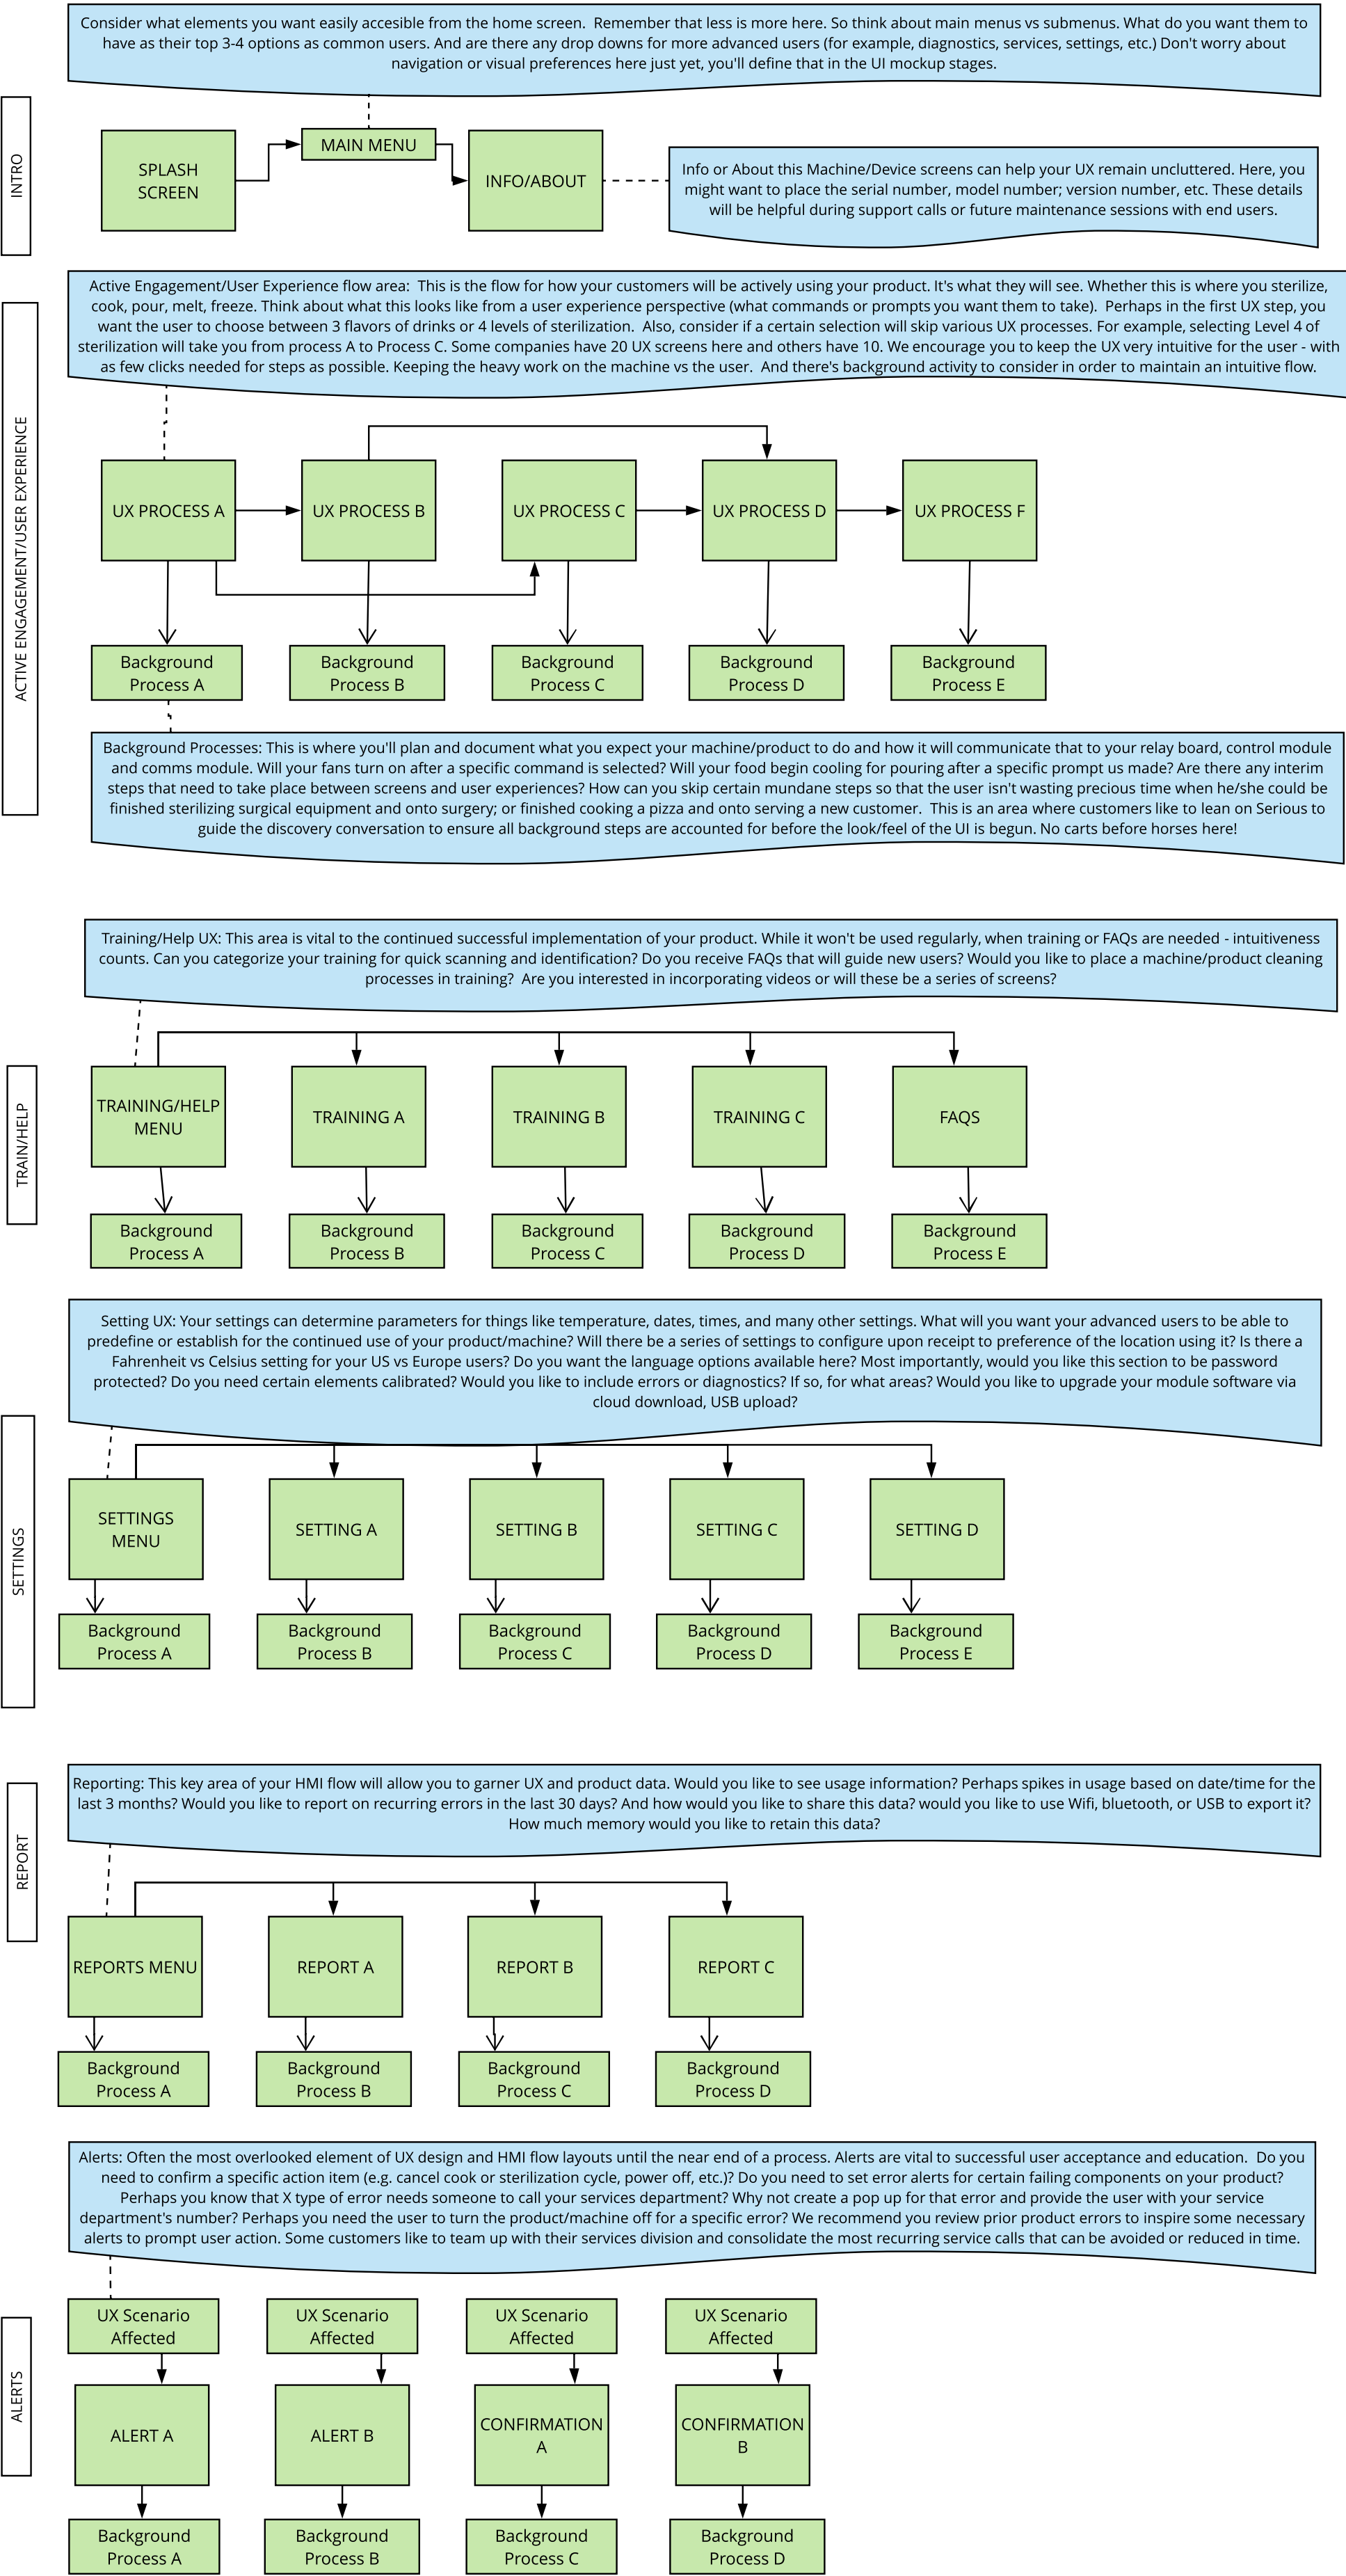 Consider what elements you want easily accesible from the home screen.  Remember that less is more here. So think about main menus vs submenus. What do you want them to
have as their top 3-4 options as common users. And are there any drop downs for more advanced users (for example, diagnostics, services, settings, etc.) Don't worry about
navigation or visual preferences here just yet, you'll define that in the UI mockup stages.
INTRO
SPLASH
SCREEN
MAIN MENU
INFO/ABOUT
Info or About this Machine/Device screens can help your UX remain uncluttered. Here, you
might want to place the serial number, model number; version number, etc. These details
will be helpful during support calls or future maintenance sessions with end users.
ACTIVE ENGAGEMENT/USER EXPERIENCE
Active Engagement/User Experience flow area:  This is the flow for how your customers will be actively using your product. It's what they will see. Whether this is where you sterilize,
cook, pour, melt, freeze. Think about what this looks like from a user experience perspective (what commands or prompts you want them to take).  Perhaps in the first UX step, you
want the user to choose between 3 flavors of drinks or 4 levels of sterilization.  Also, consider if a certain selection will skip various UX processes. For example, selecting Level 4 of
sterilization will take you from process A to Process C. Some companies have 20 UX screens here and others have 10. We encourage you to keep the UX very intuitive for the user - with
as few clicks needed for steps as possible. Keeping the heavy work on the machine vs the user.  And there's background activity to consider in order to maintain an intuitive flow.
UX PROCESS A
UX PROCESS B
UX PROCESS C
UX PROCESS D
UX PROCESS F
Background
Process A
Background
Process B
Background
Process C
Background
Process D
Background
Process E
Background Processes: This is where you'll plan and document what you expect your machine/product to do and how it will communicate that to your relay board, control module
and comms module. Will your fans turn on after a specific command is selected? Will your food begin cooling for pouring after a specific prompt us made? Are there any interim
steps that need to take place between screens and user experiences? How can you skip certain mundane steps so that the user isn't wasting precious time when he/she could be
finished sterilizing surgical equipment and onto surgery; or finished cooking a pizza and onto serving a new customer.  This is an area where customers like to lean on Serious to
guide the discovery conversation to ensure all background steps are accounted for before the look/feel of the UI is begun. No carts before horses here!
TRAIN/HELP
Training/Help UX: This area is vital to the continued successful implementation of your product. While it won't be used regularly, when training or FAQs are needed - intuitiveness
counts. Can you categorize your training for quick scanning and identification? Do you receive FAQs that will guide new users? Would you like to place a machine/product cleaning
processes in training?  Are you interested in incorporating videos or will these be a series of screens?
TRAINING/HELP
MENU
TRAINING A
TRAINING B
TRAINING C
FAQS
Background
Process A
Background
Process B
Background
Process C
Background
Process D
Background
Process E
SETTINGS
Setting UX: Your settings can determine parameters for things like temperature, dates, times, and many other settings. What will you want your advanced users to be able to
predefine or establish for the continued use of your product/machine? Will there be a series of settings to configure upon receipt to preference of the location using it? Is there a
Fahrenheit vs Celsius setting for your US vs Europe users? Do you want the language options available here? Most importantly, would you like this section to be password
protected? Do you need certain elements calibrated? Would you like to include errors or diagnostics? If so, for what areas? Would you like to upgrade your module software via
cloud download, USB upload?
SETTINGS
MENU
SETTING A
SETTING B
SETTING C
SETTING D
Background
Process A
Background
Process B
Background
Process C
Background
Process D
Background
Process E
REPORT
Reporting: This key area of your HMI flow will allow you to garner UX and product data. Would you like to see usage information? Perhaps spikes in usage based on date/time for the
last 3 months? Would you like to report on recurring errors in the last 30 days? And how would you like to share this data? would you like to use Wifi, bluetooth, or USB to export it?
How much memory would you like to retain this data?
REPORTS MENU
REPORT A
REPORT B
REPORT C
Background
Process A
Background
Process B
Background
Process C
Background
Process D
ALERTS
Alerts: Often the most overlooked element of UX design and HMI flow layouts until the near end of a process. Alerts are vital to successful user acceptance and education.  Do you
need to confirm a specific action item (e.g. cancel cook or sterilization cycle, power off, etc.)? Do you need to set error alerts for certain failing components on your product?
Perhaps you know that X type of error needs someone to call your services department? Why not create a pop up for that error and provide the user with your service
department's number? Perhaps you need the user to turn the product/machine off for a specific error? We recommend you review prior product errors to inspire some necessary
alerts to prompt user action. Some customers like to team up with their services division and consolidate the most recurring service calls that can be avoided or reduced in time.
UX Scenario
Affected
UX Scenario
Affected
UX Scenario
Affected
UX Scenario
Affected
ALERT A
ALERT B
CONFIRMATION
A
CONFIRMATION
B
Background
Process A
Background
Process B
Background
Process C
Background
Process D